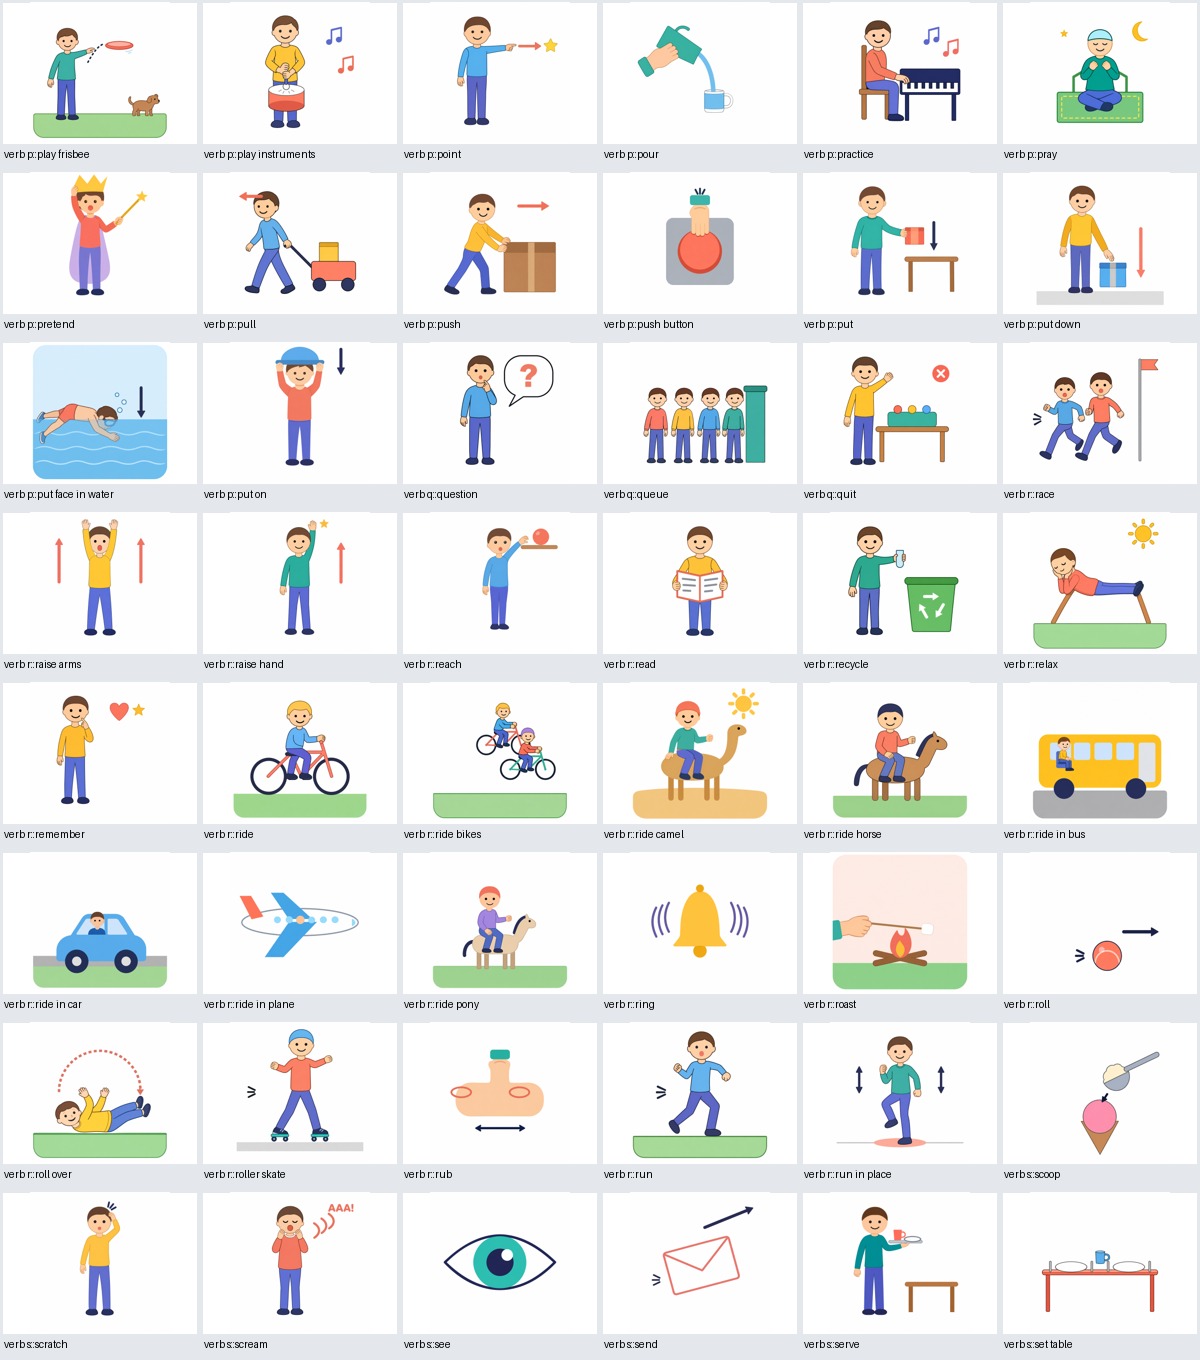 verb p::play frisbee
verb p::play instruments
verb p::point
verb p::pour
verb p::practice
verb p::pray
verb p::pretend
verb p::pull
verb p::push
verb p::push button
verb p::put
verb p::put down
verb p::put face in water
verb p::put on
?
verb q::question
verb q::queue
verb q::quit
verb r::race
verb r::raise arms
verb r::raise hand
verb r::reach
verb r::read
verb r::recycle
verb r::relax
verb r::remember
verb r::ride
verb r::ride bikes
verb r::ride camel
verb r::ride horse
verb r::ride in bus
verb r::ride in car
verb r::ride in plane
verb r::ride pony
verb r::ring
verb r::roast
verb r::roll
verb r::roll over
verb r::roller skate
verb r::rub
verb r::run
verb r::run in place
verb s::scoop
verb s::scratch
AAA!
verb s::scream
verb s::see
verb s::send
verb s::serve
verb s::set table